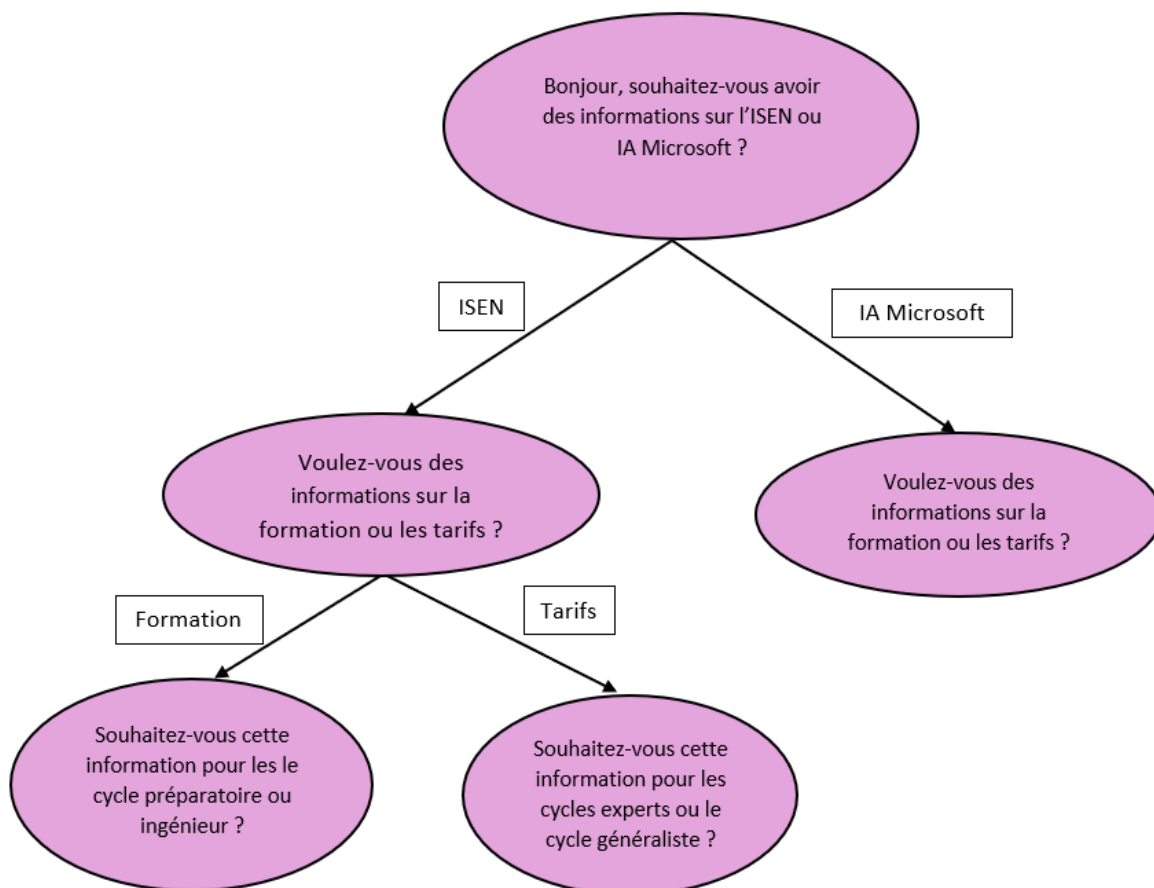 Bonjour, souhaitez-vous avoir
des informations sur l'ISEN ou
IA Microsoft ?
ISEN
IA Microsoft
Voulez-vous des
informations sur la
formation ou les tarifs ?
Voulez-vous des
informations sur la
formation ou les tarifs ?
Formation
Tarifs
Souhaitez-vous cette
information pour les le
cycle préparatoire ou
ingénieur ?
Souhaitez-vous cette
information pour les
cycles experts ou le
cycle généraliste ?